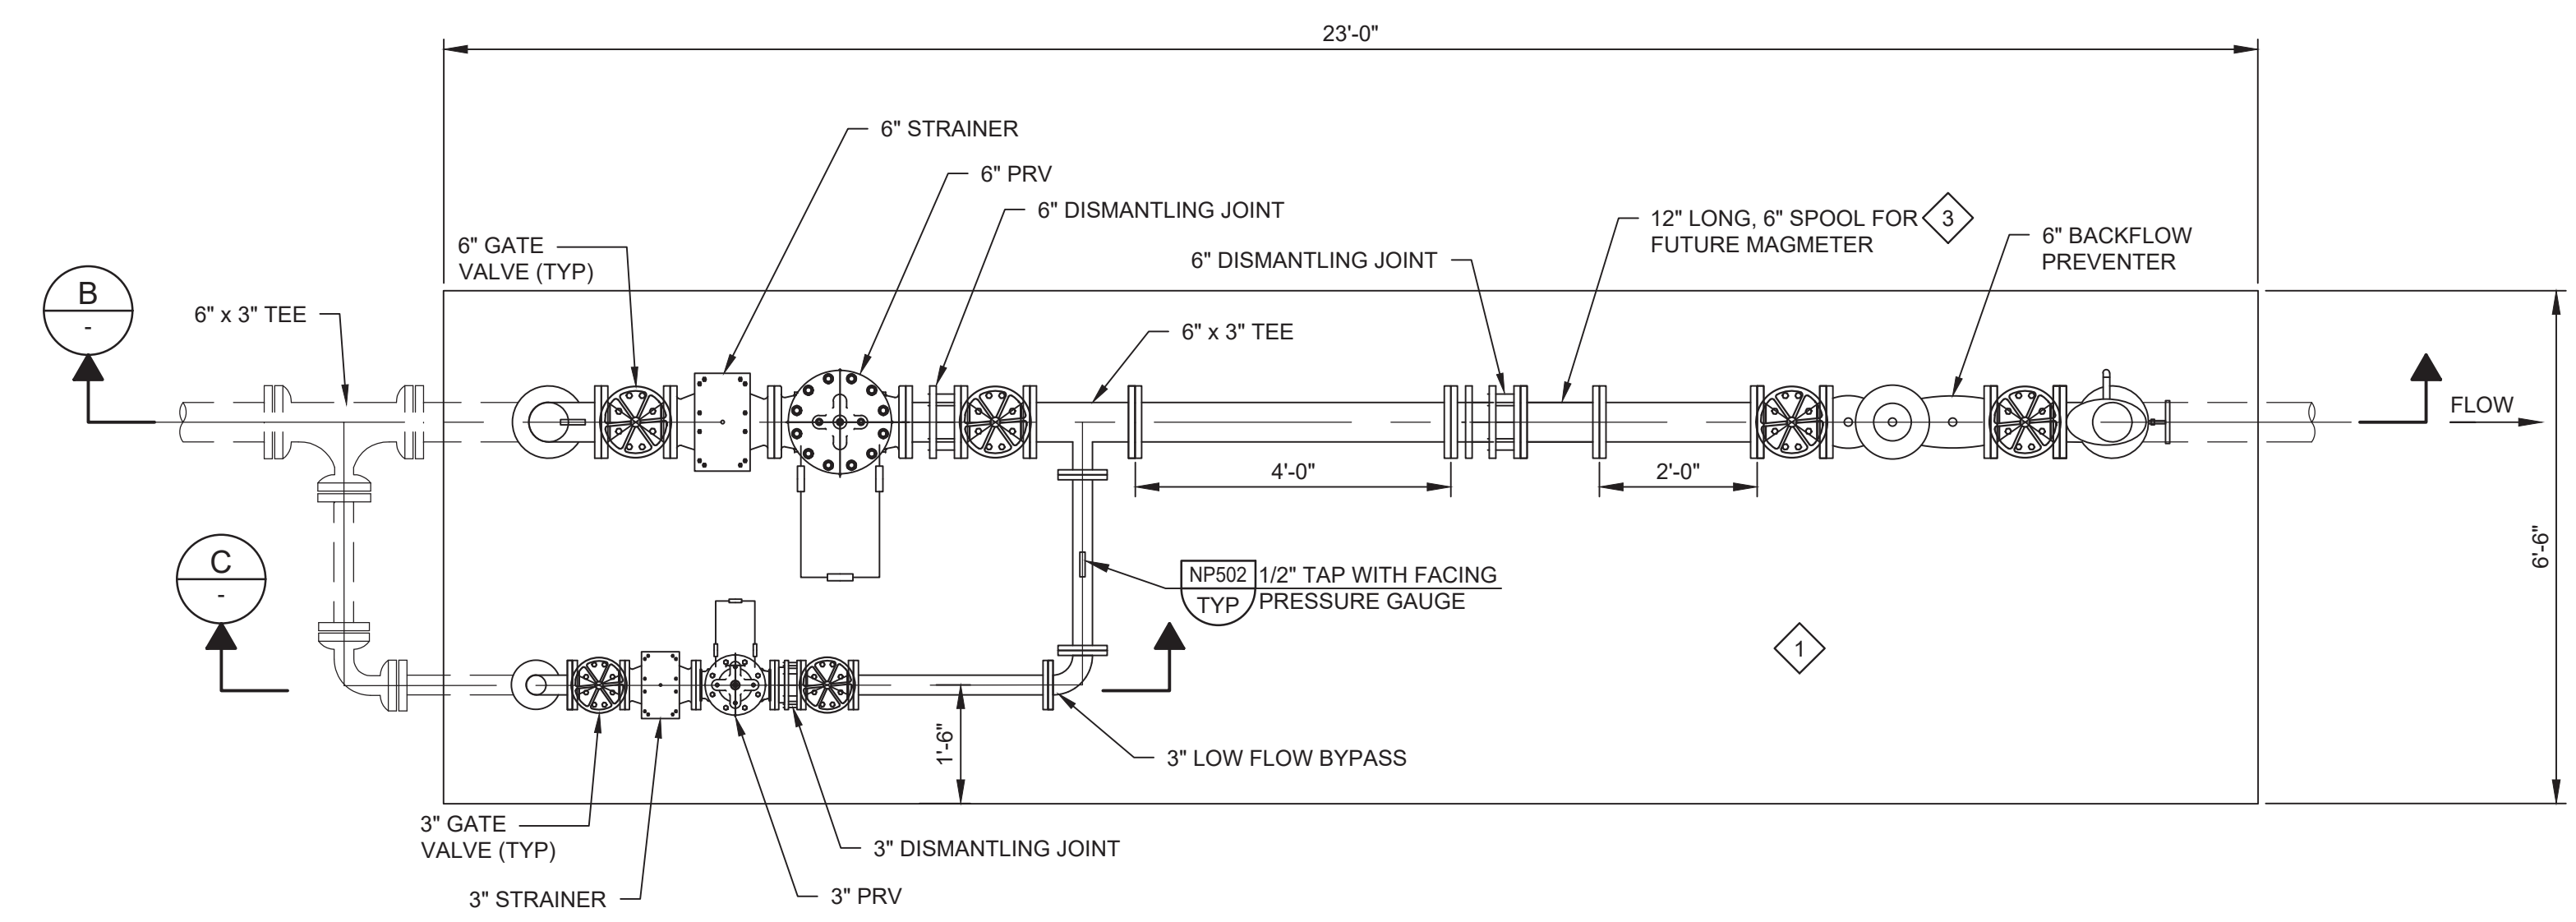 23'-0"
6" STRAINER
6" PRV
6" DISMANTLING JOINT
12" LONG, 6" SPOOL FOR
FUTURE MAGMETER
3
6" BACKFLOW
PREVENTER
6" GATE
VALVE (TYP)
6" DISMANTLING JOINT
B
-
6" x 3" TEE
6" x 3" TEE
FLOW
4'-0"
2'-0"
6'-6"
C
-
NP502
TYP
1/2" TAP WITH FACING
PRESSURE GAUGE
1
1'-6"
3" LOW FLOW BYPASS
3" GATE
VALVE (TYP)
3" DISMANTLING JOINT
3" STRAINER
3" PRV